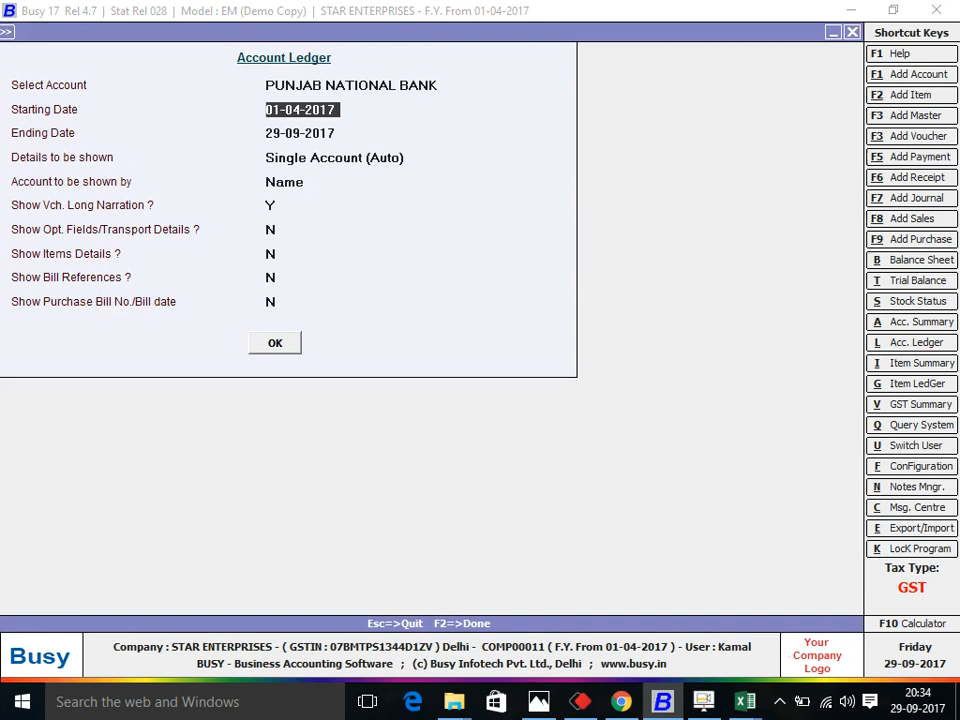 Busy 17 Rel 4.7 | Stat Rel 028 | Model : EM (Demo Copy) | STAR ENTERPRISES - F.Y. From 01-04-2017
>>
Account Ledger
Select Account PUNJAB NATIONAL BANK
Starting Date 01-04-2017
Ending Date 29-09-2017
Details to be shown Single Account (Auto)
Account to be shown by Name
Show Vch. Long Narration ? Y
Show Opt. Fields/Transport Details ? N
Show Items Details ? N
Show Bill References ? N
Show Purchase Bill No./Bill date N
OK
Shortcut Keys
F1 Help
F1 Add Account
F2 Add Item
F3 Add Master
F3 Add Voucher
F5 Add Payment
F6 Add Receipt
F7 Add Journal
F8 Add Sales
F9 Add Purchase
B Balance Sheet
T Trial Balance
S Stock Status
A Acc. Summary
L Acc. Ledger
I Item Summary
G Item LedGer
V GST Summary
Q Query System
U Switch User
F ConFiguration
N Notes Mngr.
C Msg. Centre
E Export/Import
K LocK Program
Tax Type:
GST
F10 Calculator
Esc=>Quit F2=>Done
Busy
Company : STAR ENTERPRISES - ( GSTIN : 07BMTPS1344D1ZV ) Delhi - COMP00011 ( F.Y. From 01-04-2017 ) - User : Kamal
BUSY - Business Accounting Software ; (c) Busy Infotech Pvt. Ltd., Delhi ; www.busy.in
Your
Company
Logo
Friday
29-09-2017
Search the web and Windows
20:34
29-09-2017